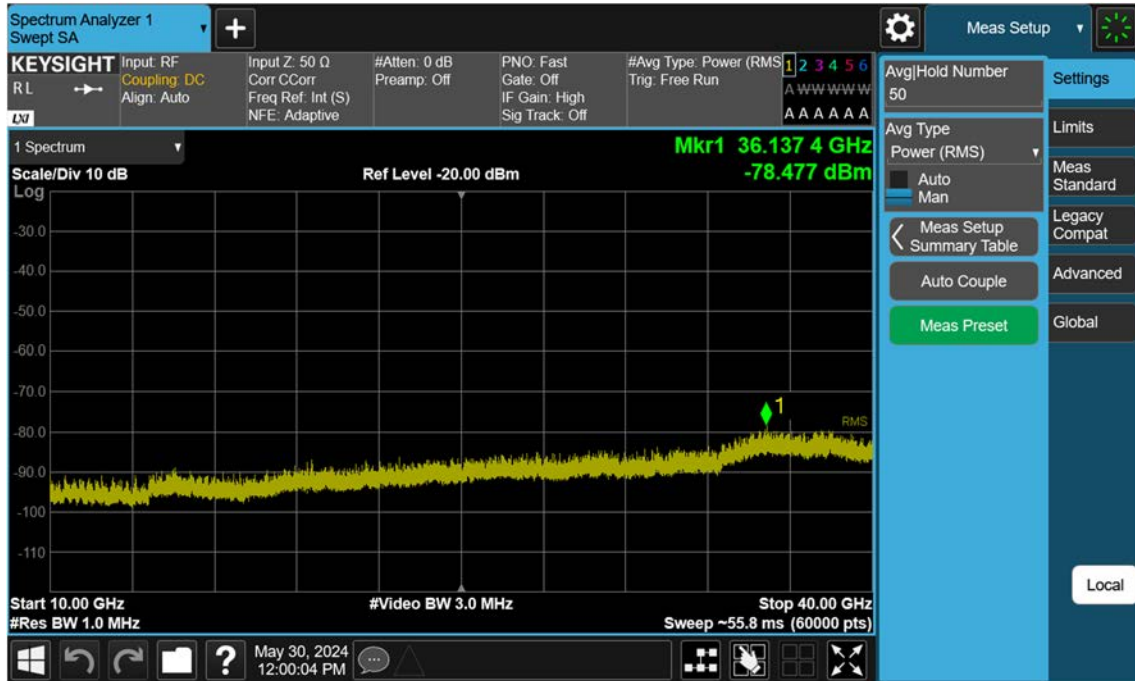 Spectrum Analyzer 1
Swept SA
+
Meas Setup
KEYSIGHT
R L
LXI
Input: RF
Coupling: DC
Align: Auto
Input Z: 50 Ω
Corr CCorr
Freq Ref: Int (S)
NFE: Adaptive
#Atten: 0 dB
Preamp: Off
PNO: Fast
Gate: Off
IF Gain: High
Sig Track: Off
#Avg Type: Power (RMS
Trig: Free Run
1 2 3 4 5 6
A W W W W W
A A A A A A
1 Spectrum
Mkr1 36.137 4 GHz
-78.477 dBm
Scale/Div 10 dB
Ref Level -20.00 dBm
Log
-30.0
-40.0
-50.0
-60.0
-70.0
-80.0
-90.0
-100
-110
1
RMS
Start 10.00 GHz
#Video BW 3.0 MHz
Stop 40.00 GHz
#Res BW 1.0 MHz
Sweep ~55.8 ms (60000 pts)
Avg|Hold Number
50
Avg Type
Power (RMS)
Auto
Man
Meas Setup
Summary Table
Auto Couple
Meas Preset
Settings
Limits
Meas
Standard
Legacy
Compat
Advanced
Global
Local
?
May 30, 2024
12:00:04 PM